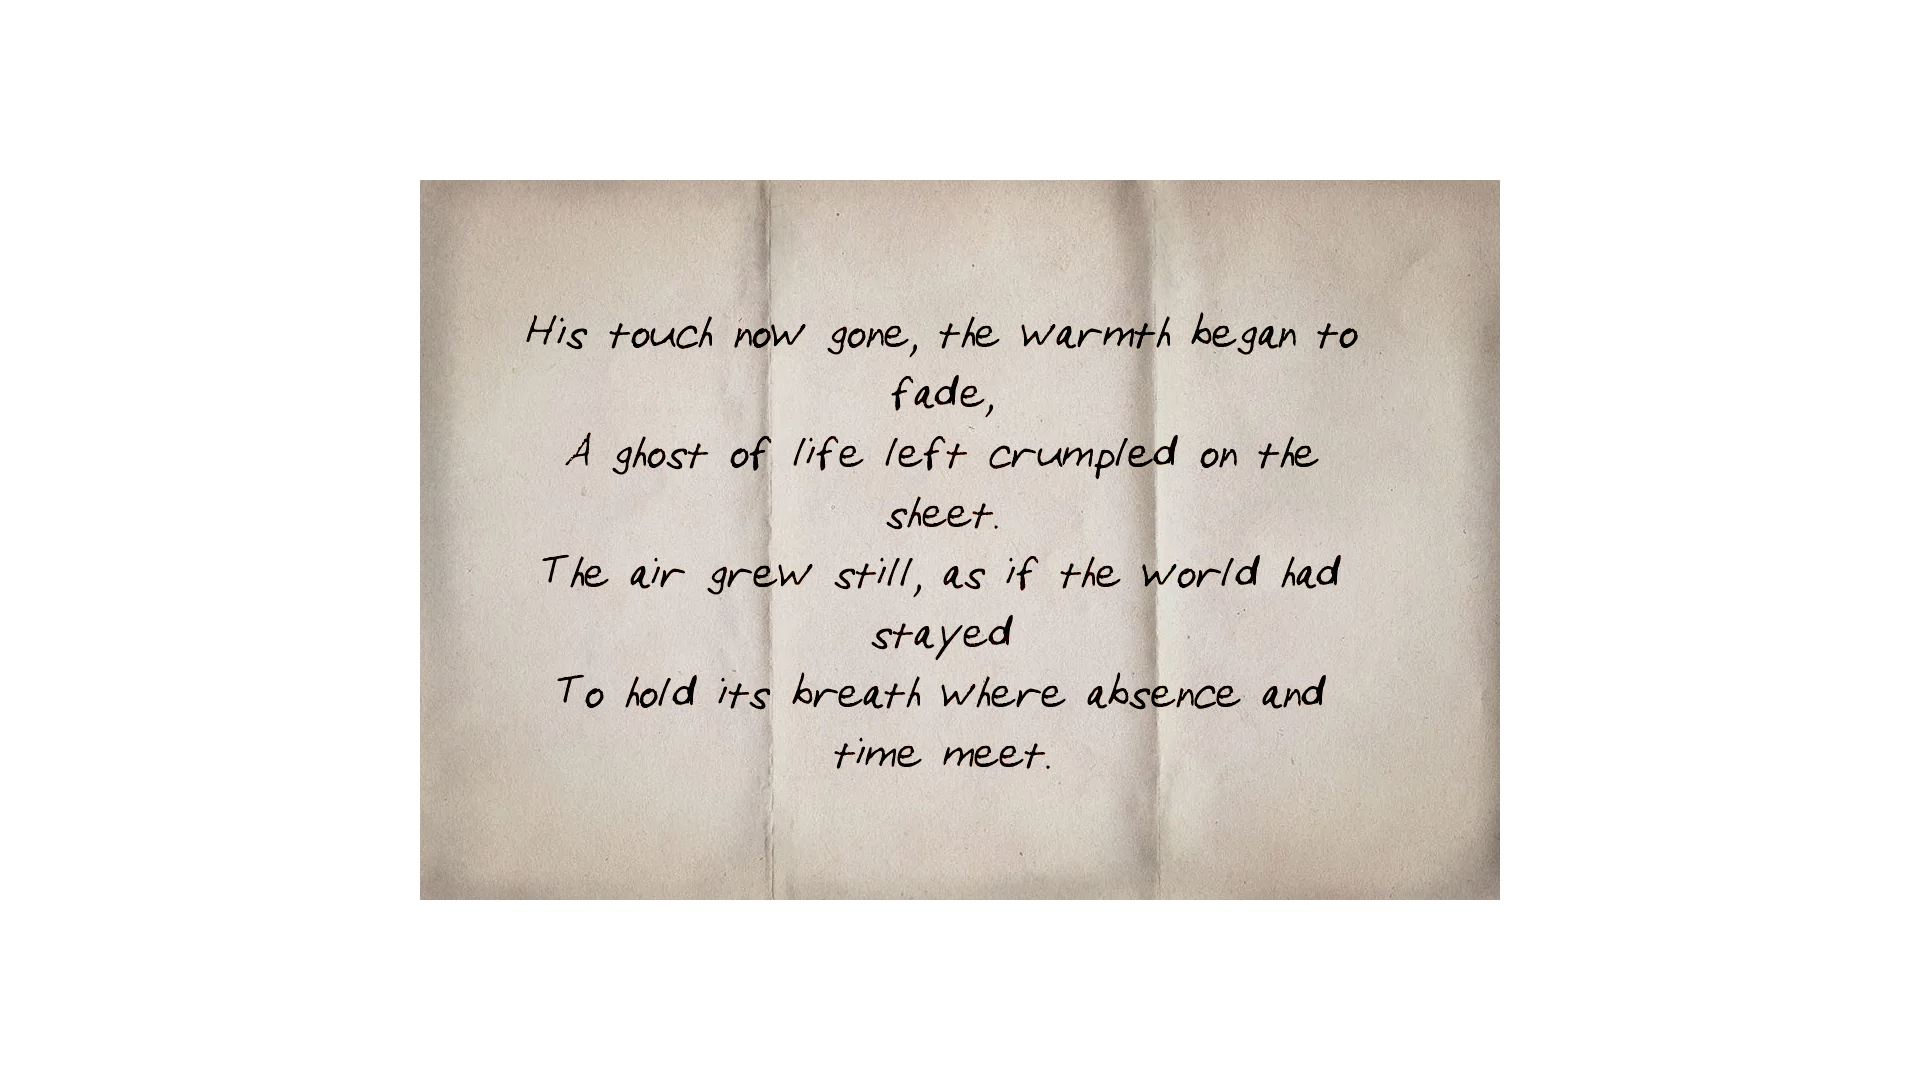 His touch now gone, the warmth began to
fade,
A ghost of life left crumpled on the
sheet.
The air grew still, as if the world had
stayed
To hold its breath where absence and
time meet.